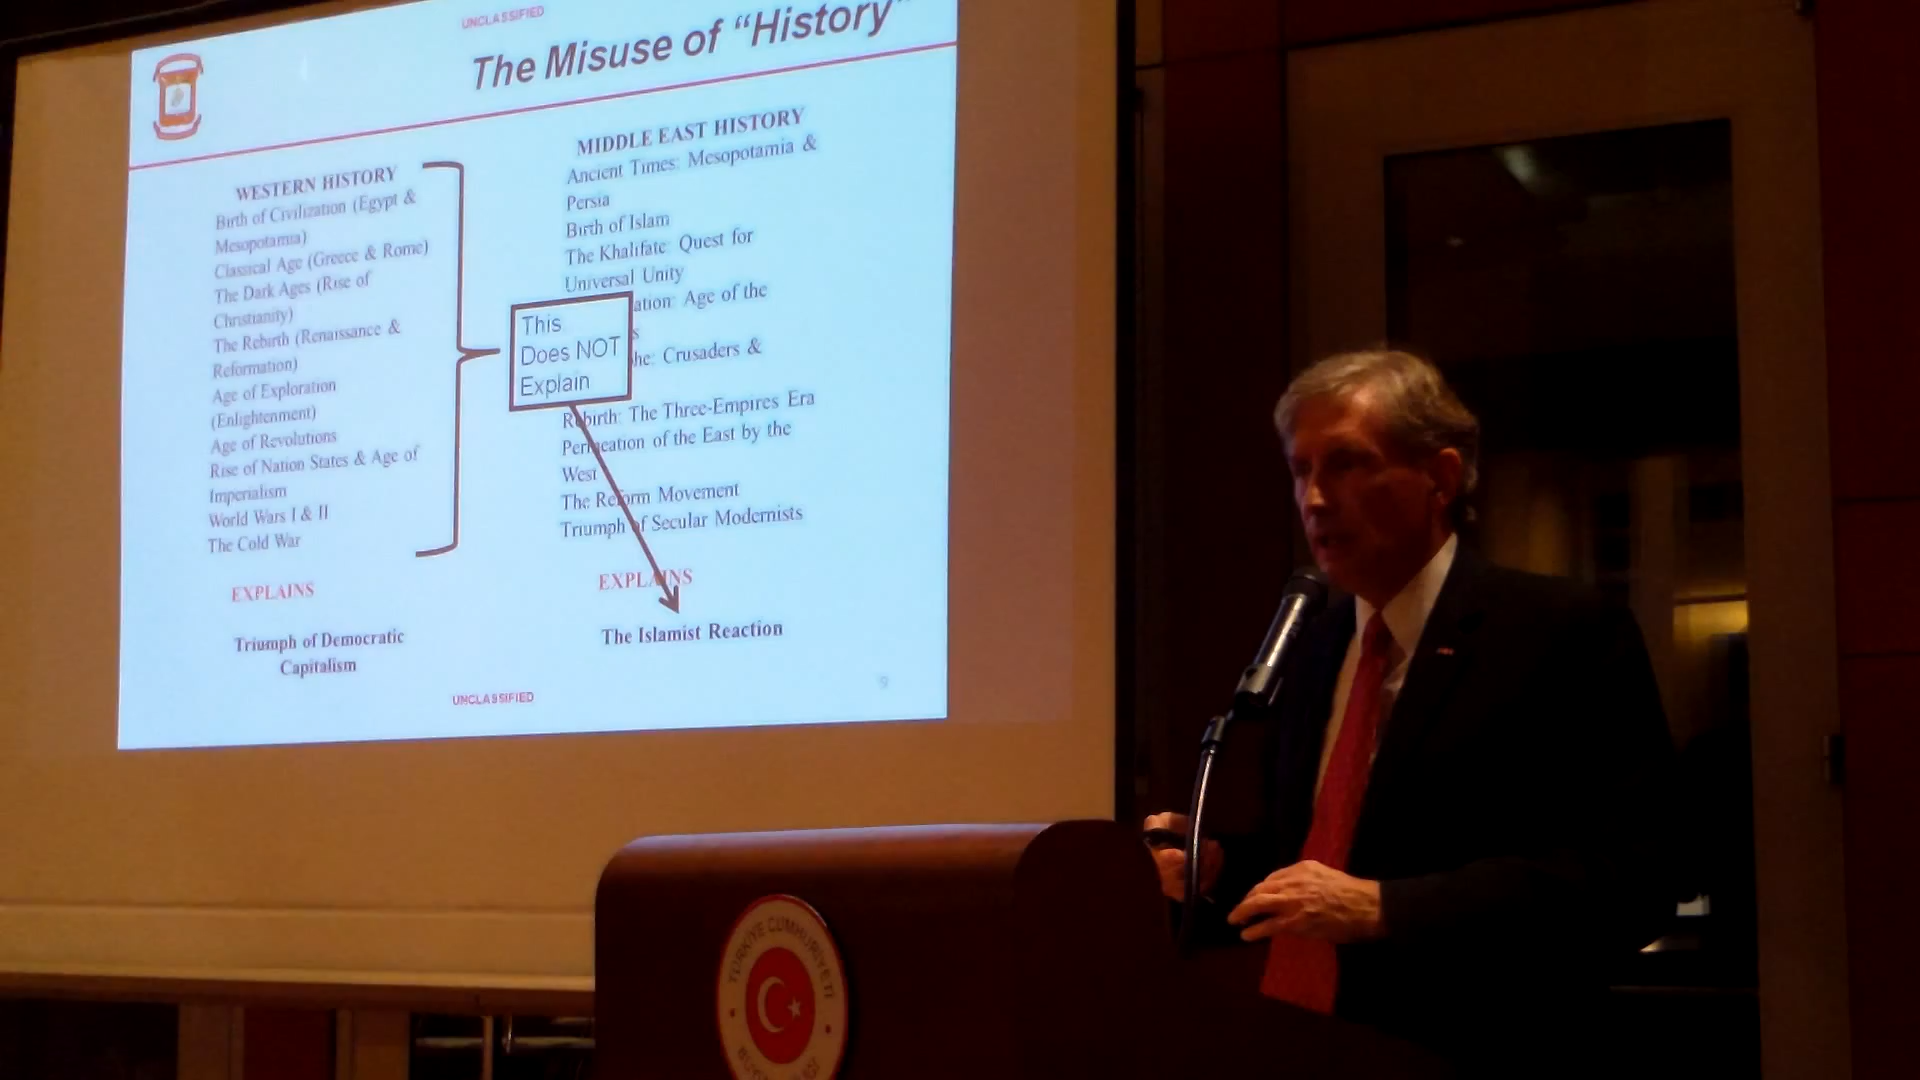 UNCLASSIFIED
The Misuse of “History”
WESTERN HISTORY
Birth of Civilization (Egypt &
Mesopotamia)
Classical Age (Greece & Rome)
The Dark Ages (Rise of
Christianity)
The Rebirth (Renaissance &
Reformation)
Age of Exploration
(Enlightenment)
Age of Revolutions
Rise of Nation States & Age of
Imperialism
World Wars I & II
The Cold War
EXPLAINS
Triumph of Democratic
Capitalism
This
Does NOT
Explain
MIDDLE EAST HISTORY
Ancient Times: Mesopotamia &
Persia
Birth of Islam
The Khalifate: Quest for
Universal Unity
ation: Age of the
s
he: Crusaders &
Rebirth: The Three-Empires Era
Permeation of the East by the
West
The Reform Movement
Triumph of Secular Modernists
EXPLAINS
The Islamist Reaction
UNCLASSIFIED
9
TÜRKİYE CUMHURİYETİ